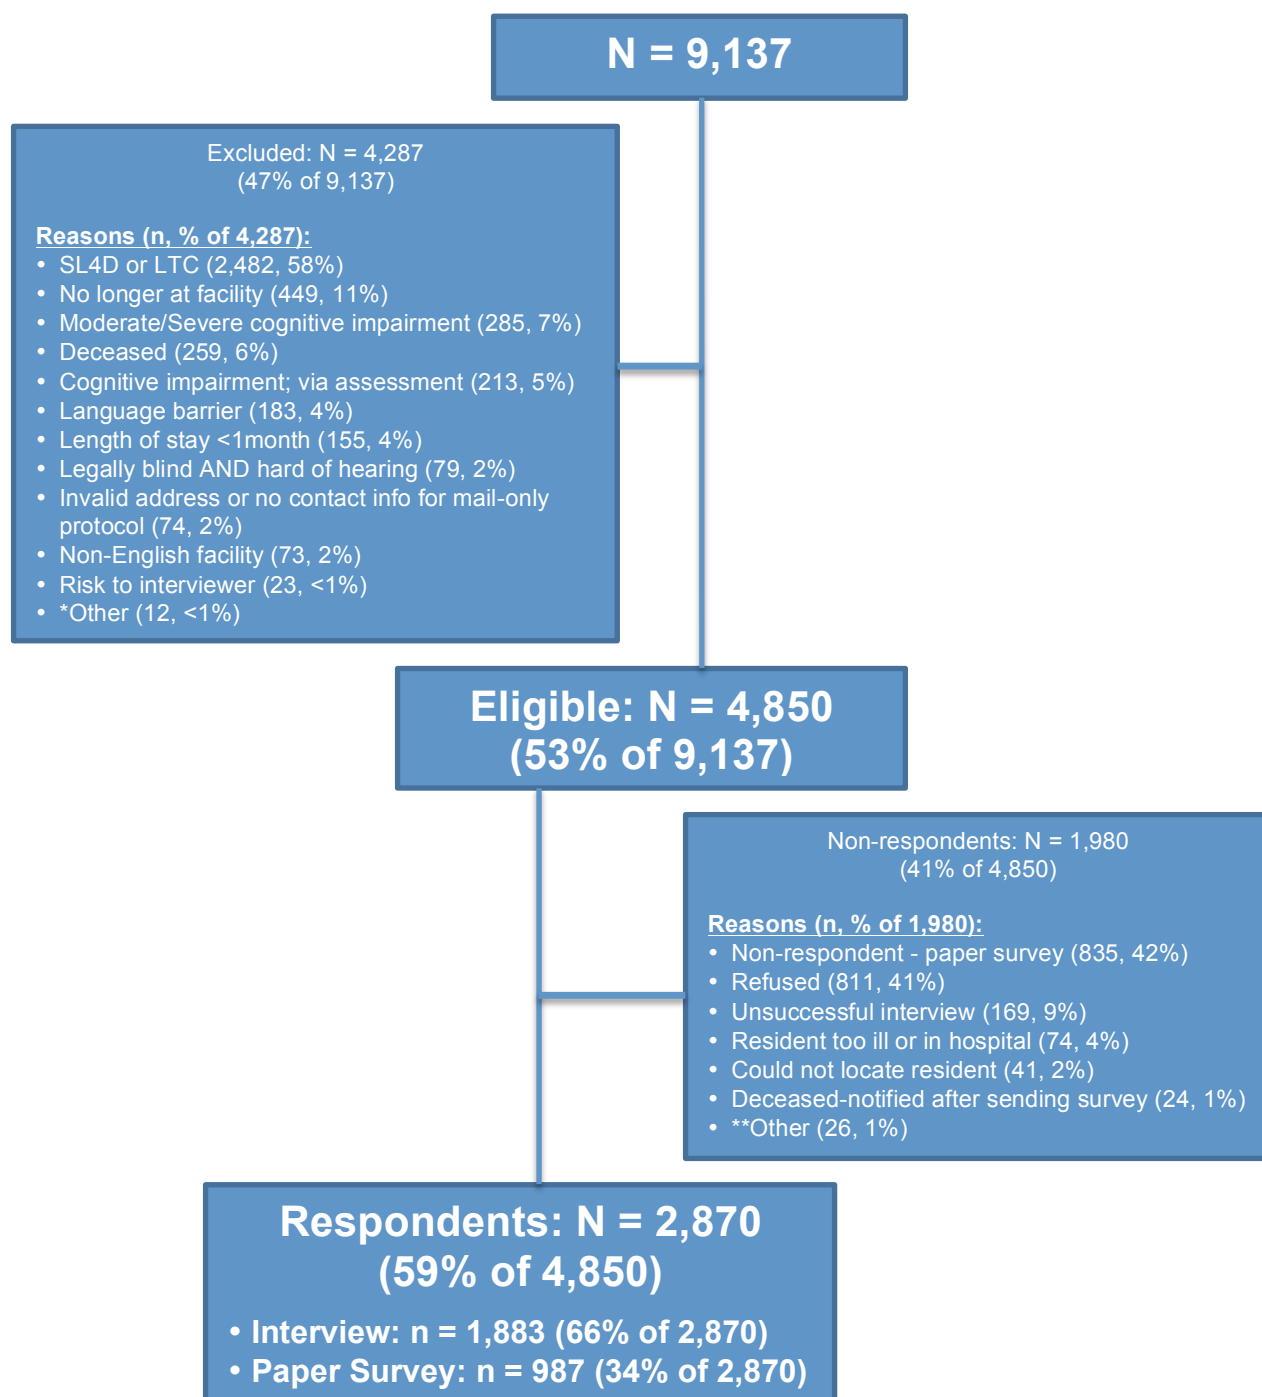 N = 9,137
Excluded: N = 4,287
(47% of 9,137)
Reasons (n, % of 4,287):
• SL4D or LTC (2,482, 58%)
• No longer at facility (449, 11%)
• Moderate/Severe cognitive impairment (285, 7%)
• Deceased (259, 6%)
• Cognitive impairment; via assessment (213, 5%)
• Language barrier (183, 4%)
• Length of stay <1month (155, 4%)
• Legally blind AND hard of hearing (79, 2%)
• Invalid address or no contact info for mail-only
protocol (74, 2%)
• Non-English facility (73, 2%)
• Risk to interviewer (23, <1%)
• *Other (12, <1%)
Eligible: N = 4,850
(53% of 9,137)
Non-respondents: N = 1,980
(41% of 4,850)
Reasons (n, % of 1,980):
• Non-respondent - paper survey (835, 42%)
• Refused (811, 41%)
• Unsuccessful interview (169, 9%)
• Resident too ill or in hospital (74, 4%)
• Could not locate resident (41, 2%)
• Deceased-notified after sending survey (24, 1%)
• **Other (26, 1%)
Respondents: N = 2,870
(59% of 4,850)
• Interview: n = 1,883 (66% of 2,870)
• Paper Survey: n = 987 (34% of 2,870)